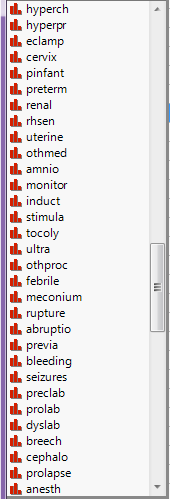 hyperch
hyperpr
eclamp
cervix
pinfant
preterm
renal
rhsen
uterine
othmed
amnio
monitor
induct
stimula
tocoly
ultra
othproc
febrile
meconium
rupture
abruptio
previa
bleeding
seizures
preclab
prolab
dyslab
breech
cephalo
prolapse
anesth